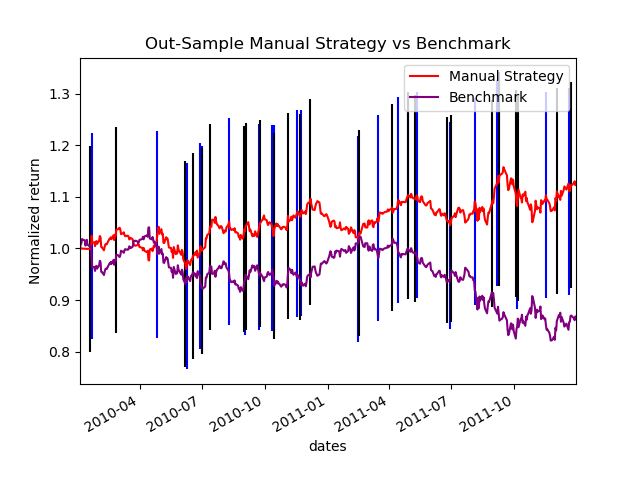 Out-Sample Manual Strategy vs Benchmark
Manual Strategy
Benchmark
Normalized return
1.3
1.2
1.1
1.0
0.9
0.8
2010-04
2010-07
2010-10
2011-01
2011-04
2011-07
2011-10
dates